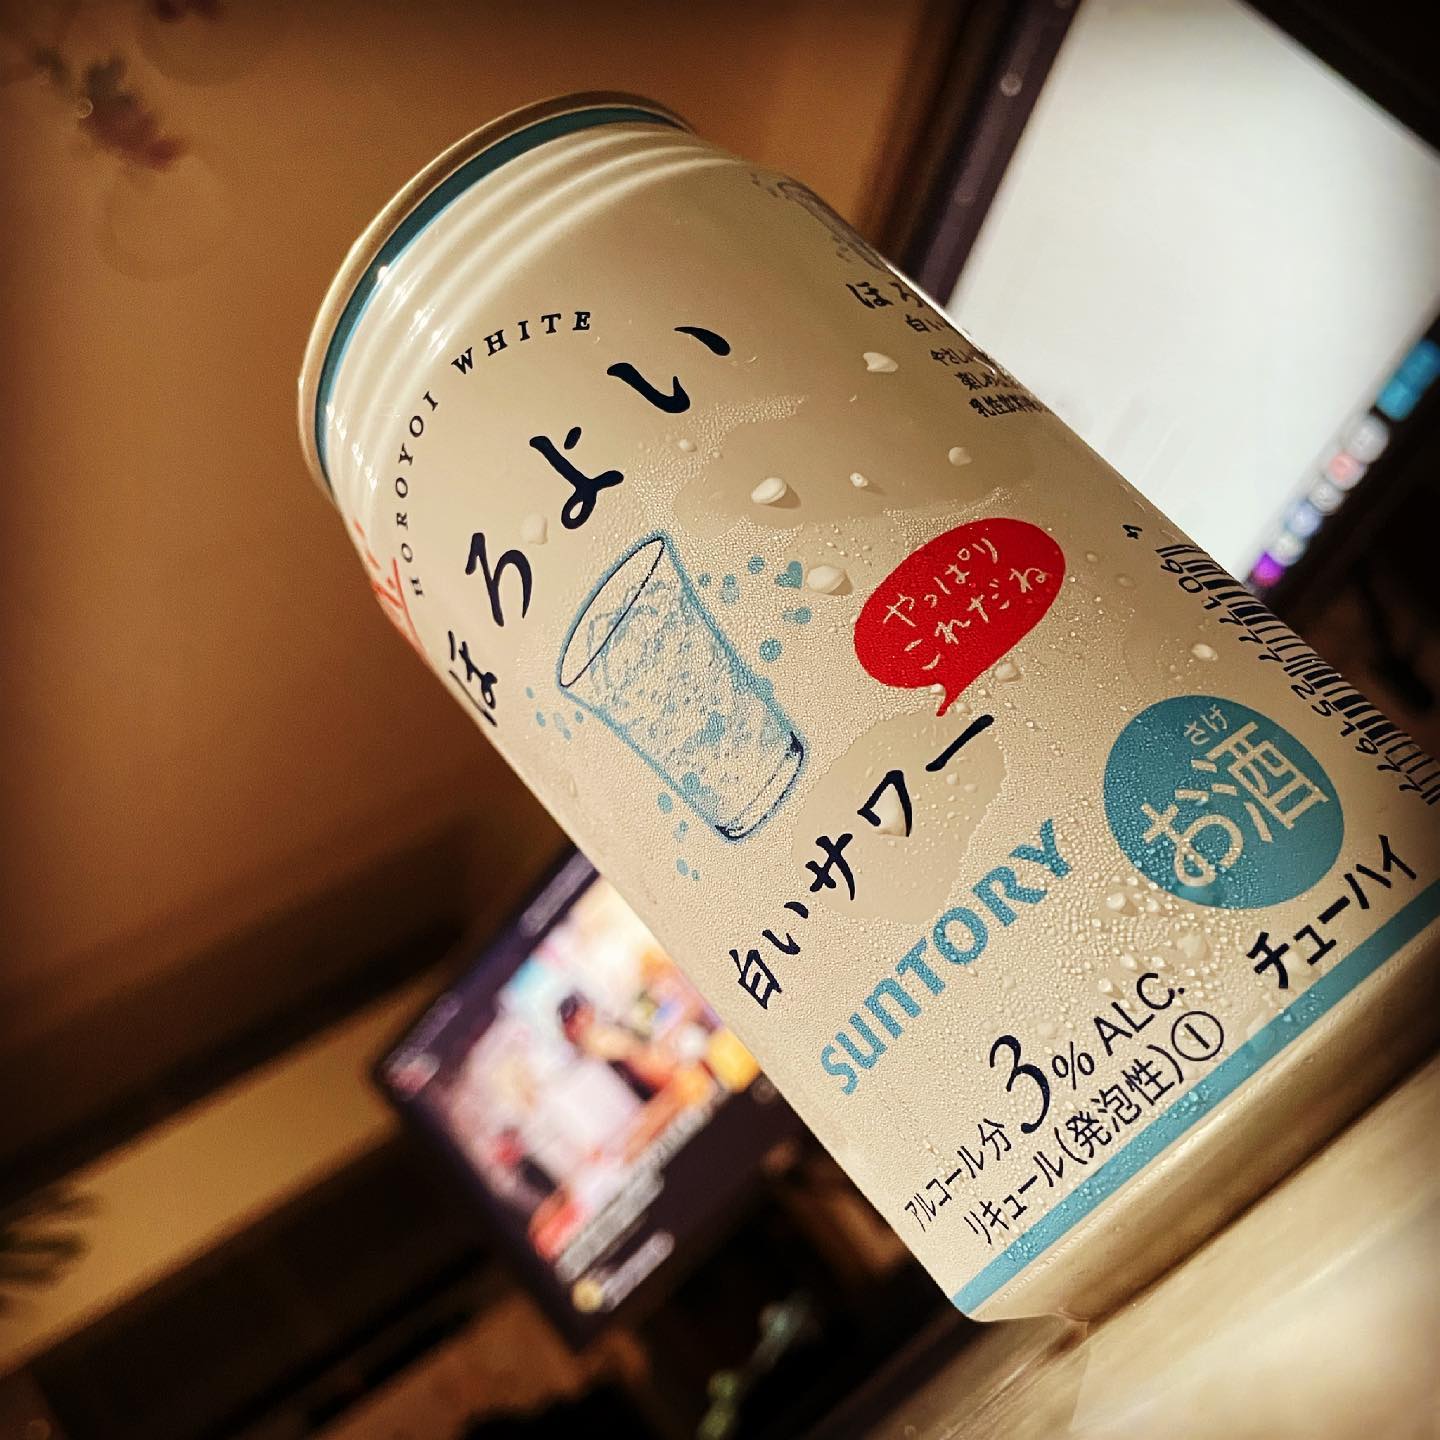 HOROYOI WHITE
ほろよい
やっぱり
これだね
白いサワー
SUNTORY
さけ
お酒
チューハイ
アルコール分 3% ALC.
リキュール(発泡性)①